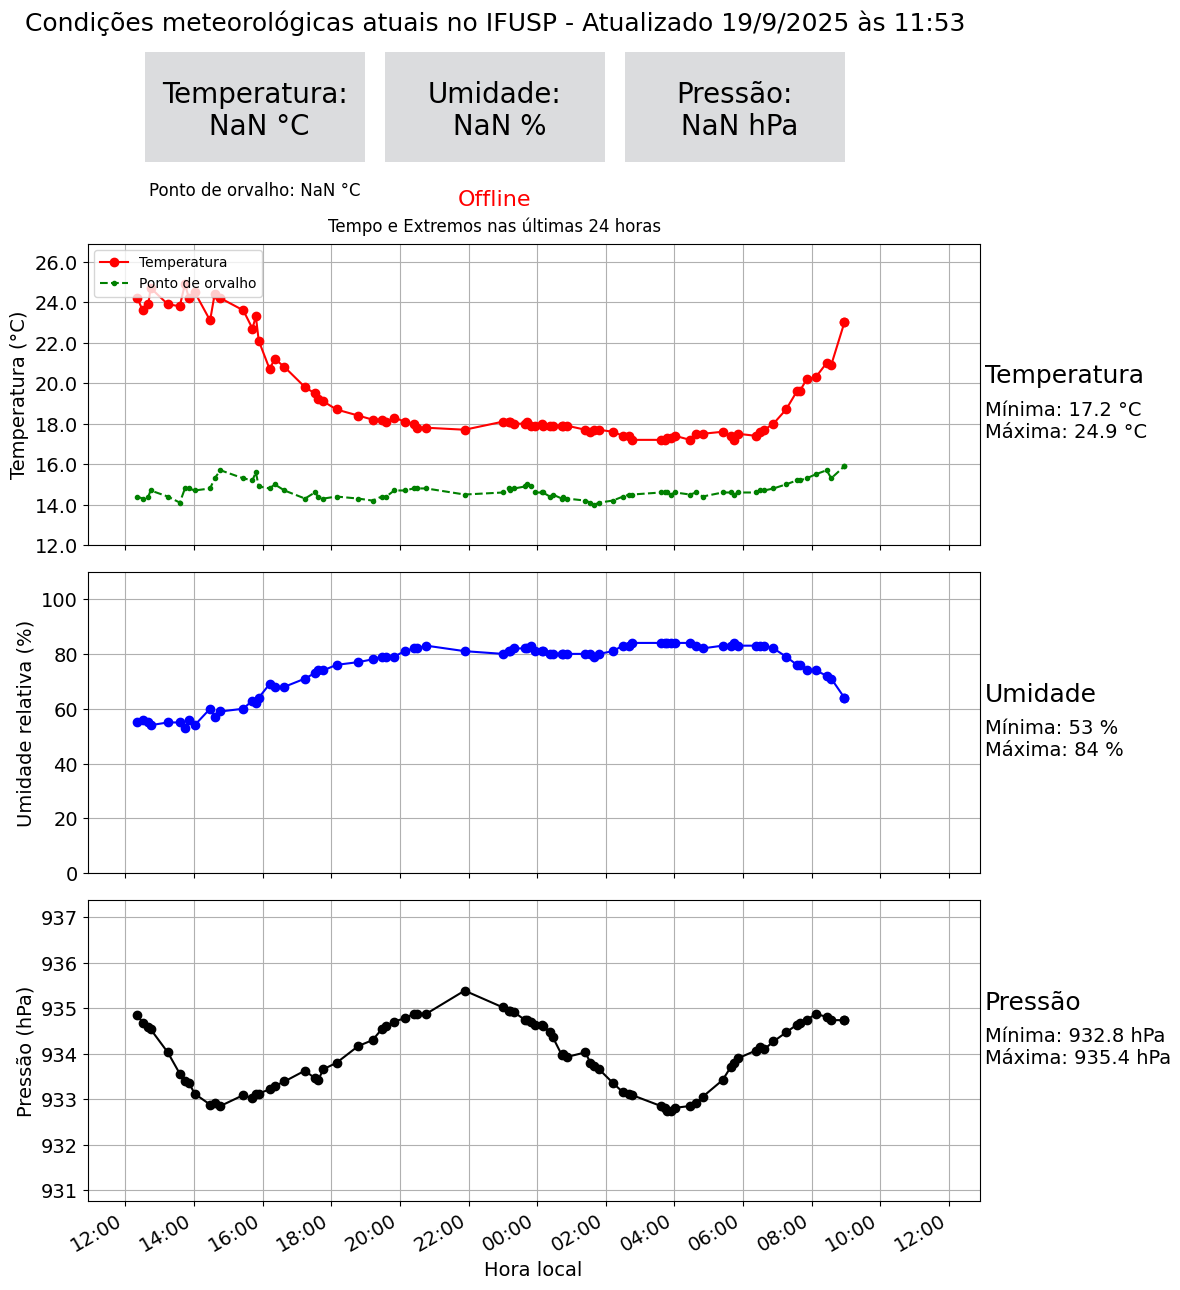 Condições meteorológicas atuais no IFUSP - Atualizado 19/9/2025 às 11:53
Temperatura:
NaN °C
Umidade:
NaN %
Pressão:
NaN hPa
Ponto de orvalho: NaN °C
Offline
Tempo e Extremos nas últimas 24 horas
Temperatura
Ponto de orvalho
Temperatura (°C)
26.0
24.0
22.0
20.0
18.0
16.0
14.0
12.0
Temperatura
Mínima: 17.2 °C
Máxima: 24.9 °C
Umidade relativa (%)
100
80
60
40
20
0
Umidade
Mínima: 53 %
Máxima: 84 %
Pressão (hPa)
937
936
935
934
933
932
931
Pressão
Mínima: 932.8 hPa
Máxima: 935.4 hPa
12:00
14:00
16:00
18:00
20:00
22:00
00:00
02:00
04:00
06:00
08:00
10:00
12:00
Hora local